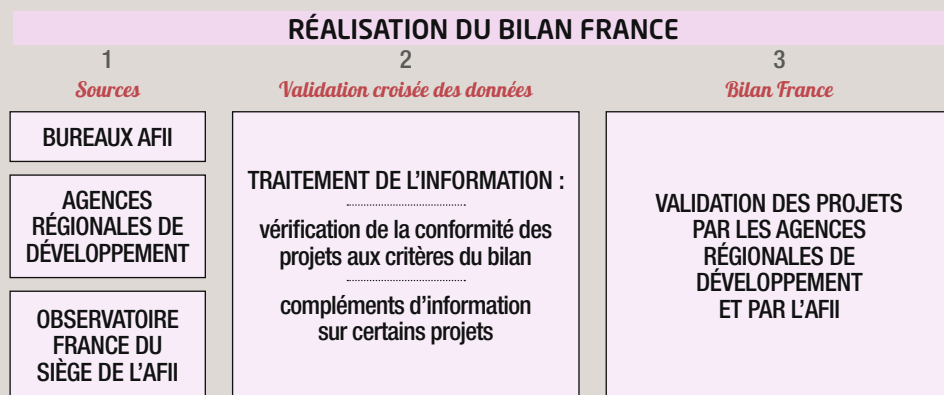 RÉALISATION DU BILAN FRANCE
1
Sources
BUREAUX AFII
AGENCES
RÉGIONALES DE
DÉVELOPPEMENT
OBSERVATOIRE
FRANCE DU
SIÈGE DE L'AFII
2
Validation croisée des données
TRAITEMENT DE L'INFORMATION :
vérification de la conformité des
projets aux critères du bilan
compléments d'information
sur certains projets
3
Bilan France
VALIDATION DES PROJETS
PAR LES AGENCES
RÉGIONALES DE
DÉVELOPPEMENT
ET PAR L'AFII